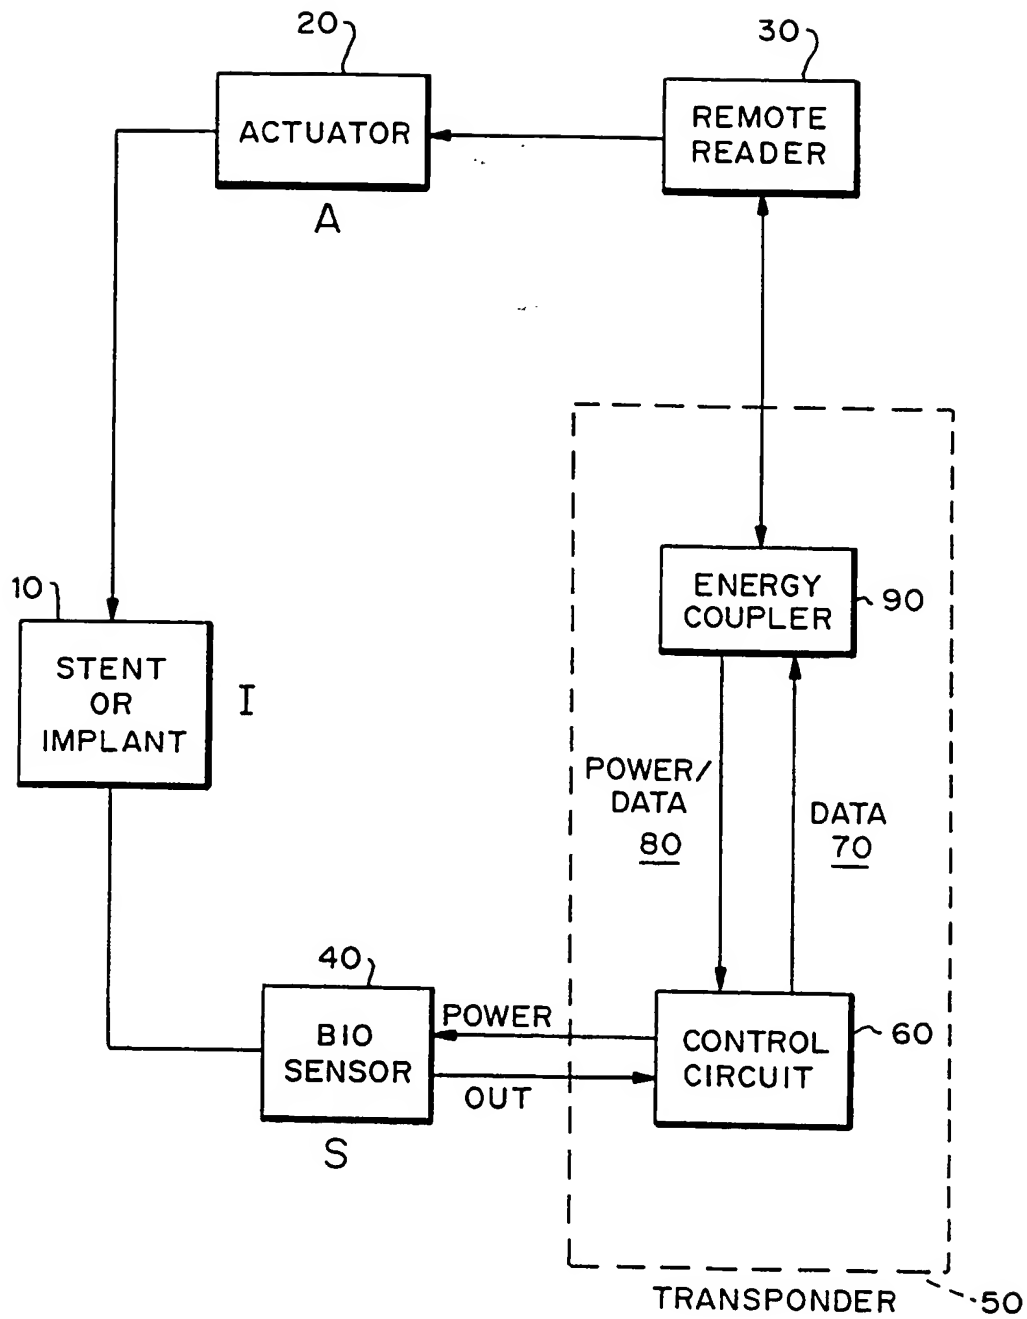 20
30
ACTUATOR
REMOTE
READER
A
10
STENT
OR
IMPLANT
I
ENERGY
COUPLER
90
POWER/
DATA
80
DATA
70
40
BIO
SENSOR
S
POWER
OUT
CONTROL
CIRCUIT
60
TRANSPONDER
50